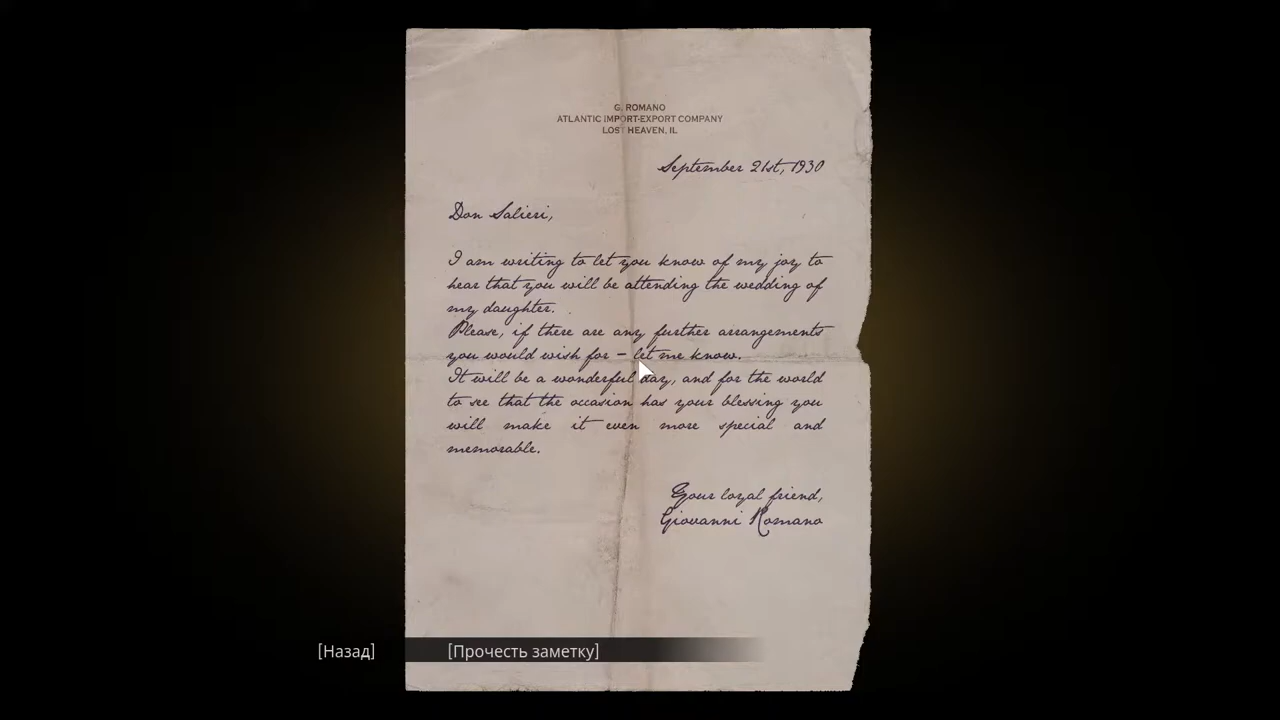 G. ROMANO
ATLANTIC IMPORT-EXPORT COMPANY
LOST HEAVEN, IL
September 21st, 1930
Don Salieri,
I am writing to let you know of my joy to
hear that you will be attending the wedding of
my daughter.
Please, if there are any further arrangements
you would wish for – let me know.
It will be a wonderful day, and for the world
to see that the occasion has your blessing you
will make it even more special and
memorable.
Your loyal friend,
Giovanni Romano
[Назад] [Прочесть заметку]